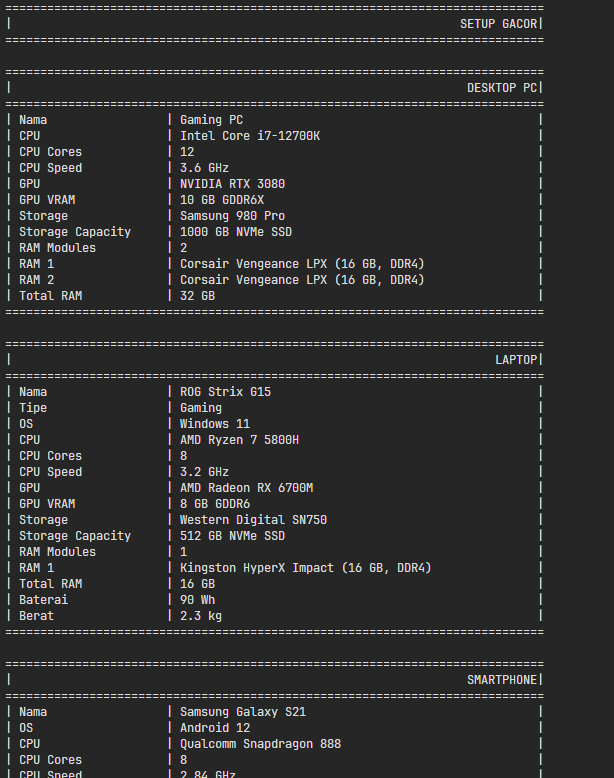 =============================================================================
|                                                                SETUP GACOR|
=============================================================================

=============================================================================
|                                                                 DESKTOP PC|
=============================================================================
| Nama                 | Gaming PC                                          |
| CPU                  | Intel Core i7-12700K                               |
| CPU Cores            | 12                                                 |
| CPU Speed            | 3.6 GHz                                            |
| GPU                  | NVIDIA RTX 3080                                    |
| GPU VRAM             | 10 GB GDDR6X                                       |
| Storage              | Samsung 980 Pro                                    |
| Storage Capacity     | 1000 GB NVMe SSD                                   |
| RAM Modules          | 2                                                  |
| RAM 1                | Corsair Vengeance LPX (16 GB, DDR4)                |
| RAM 2                | Corsair Vengeance LPX (16 GB, DDR4)                |
| Total RAM            | 32 GB                                              |
=============================================================================

=============================================================================
|                                                                     LAPTOP|
=============================================================================
| Nama                 | ROG Strix G15                                      |
| Tipe                 | Gaming                                             |
| OS                   | Windows 11                                         |
| CPU                  | AMD Ryzen 7 5800H                                  |
| CPU Cores            | 8                                                  |
| CPU Speed            | 3.2 GHz                                            |
| GPU                  | AMD Radeon RX 6700M                                |
| GPU VRAM             | 8 GB GDDR6                                         |
| Storage              | Western Digital SN750                              |
| Storage Capacity     | 512 GB NVMe SSD                                    |
| RAM Modules          | 1                                                  |
| RAM 1                | Kingston HyperX Impact (16 GB, DDR4)               |
| Total RAM            | 16 GB                                              |
| Baterai              | 90 Wh                                              |
| Berat                | 2.3 kg                                             |
=============================================================================

=============================================================================
|                                                                 SMARTPHONE|
=============================================================================
| Nama                 | Samsung Galaxy S21                                 |
| OS                   | Android 12                                         |
| CPU                  | Qualcomm Snapdragon 888                            |
| CPU Cores            | 8                                                  |
| CPU Speed            | 2.84 GHz                                           |